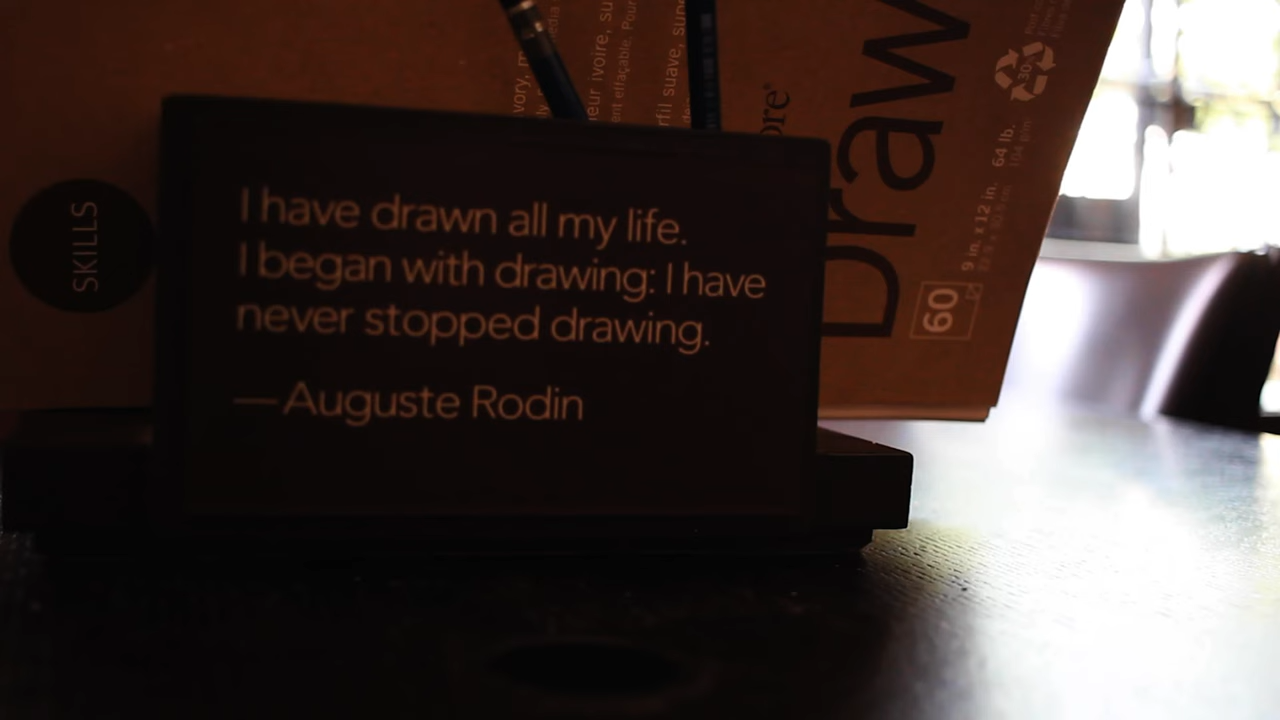 I have drawn all my life.
I began with drawing: I have
never stopped drawing.
—Auguste Rodin
SKILLS
Draw
60
9 in. x 12 in. 64 lb.
30%